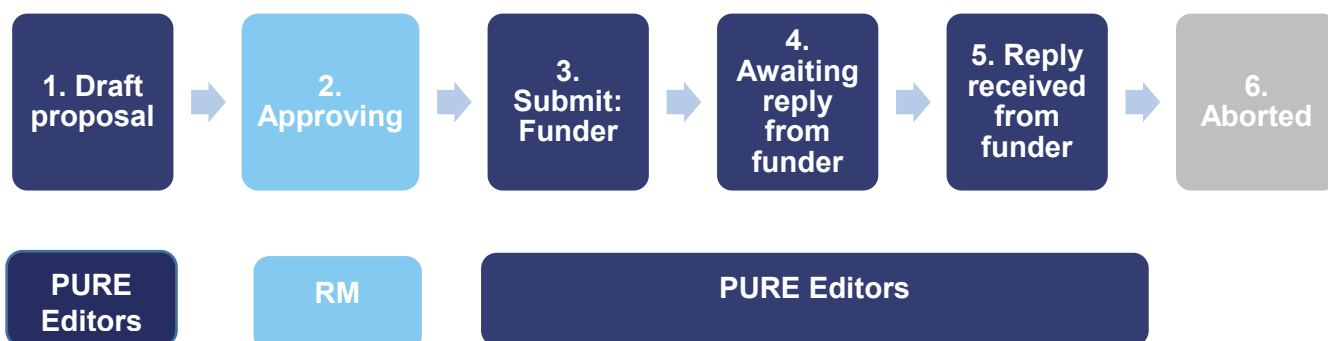 1. Draft
proposal
2.
Approving
3.
Submit:
Funder
4.
Awaiting
reply
from
funder
5. Reply
received
from
funder
6.
Aborted
PURE
Editors
RM
PURE Editors